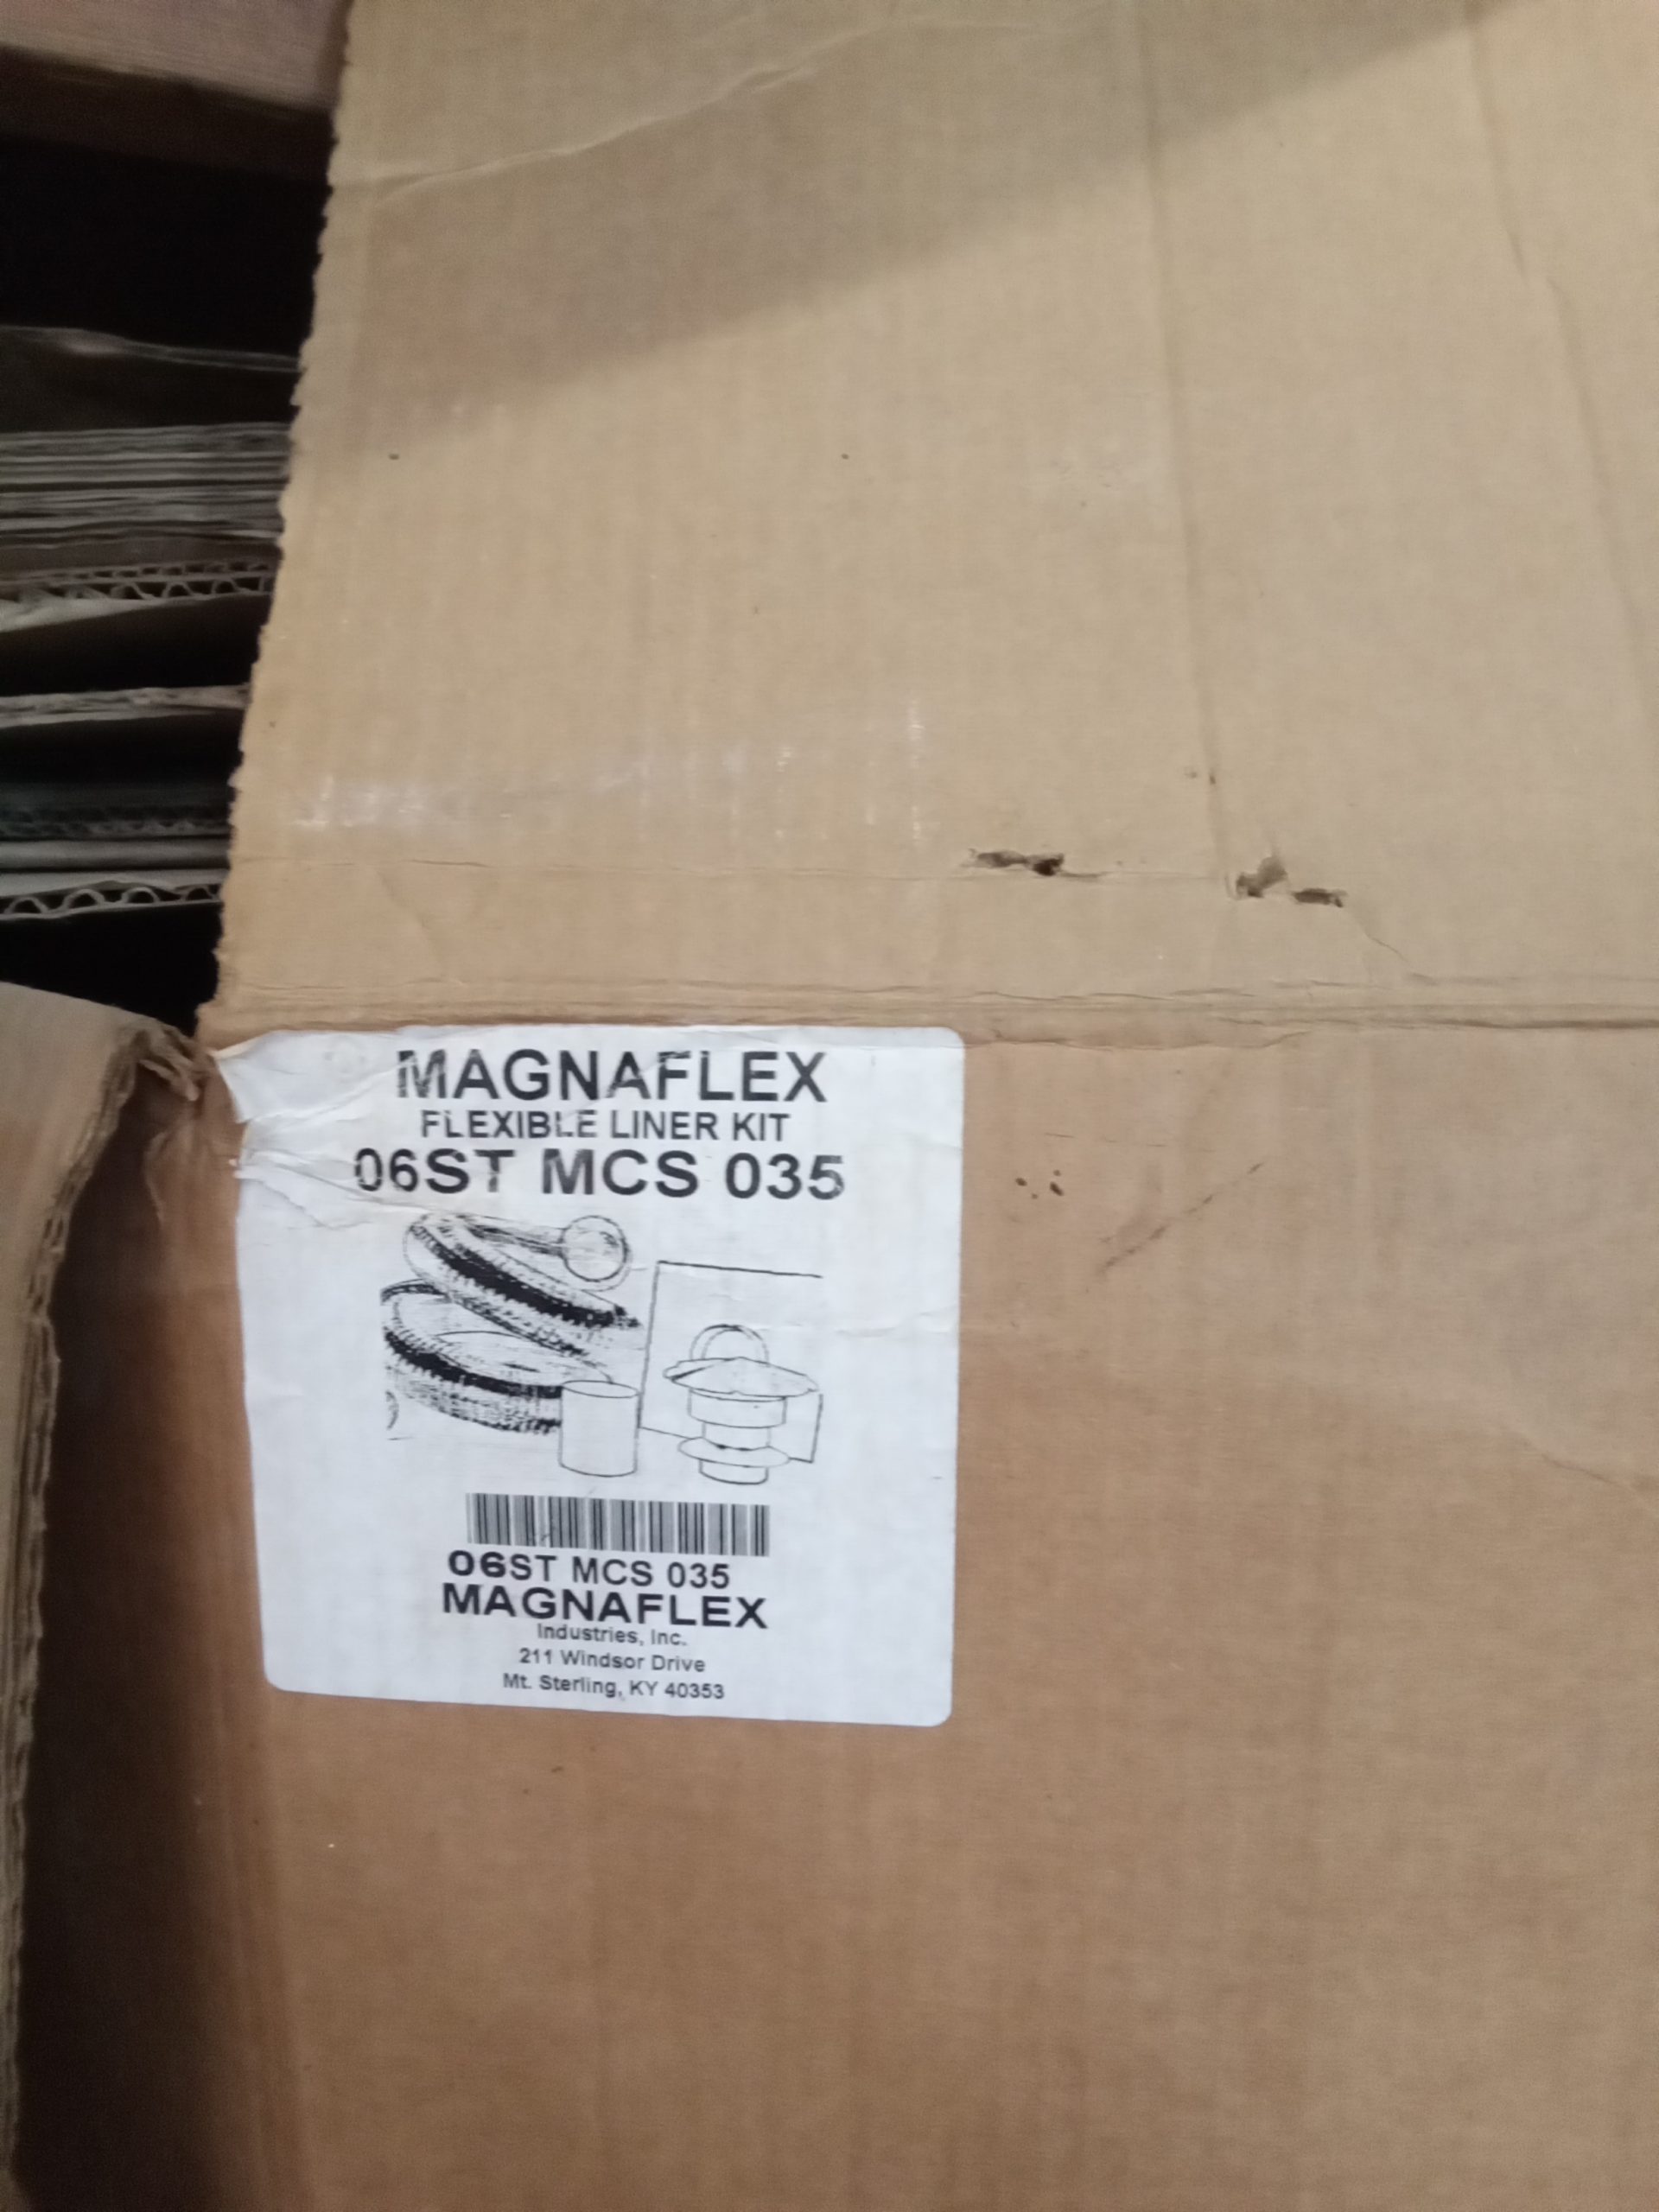 MAGNAFLEX
FLEXIBLE LINER KIT
06ST MCS 035
06ST MCS 035
MAGNAFLEX
Industries, Inc.
211 Windsor Drive
Mt. Sterling, KY 40353